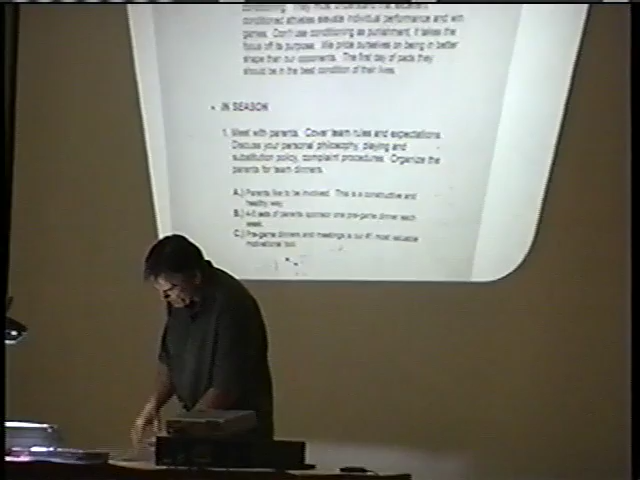 conditioning. They must understand that excellent
conditioned athletes elevate individual performance and win
games. Don't use conditioning as punishment, it takes the
focus off its purpose. We pride ourselves on being in better
shape than our opponents. The first day of pads they
should be in the best condition of their lives.
• IN SEASON
1. Meet with parents. Cover team rules and expectations.
Discuss your personal philosophy, playing and
substitution policy, complaint procedures. Organize the
parents for team dinners.
A.) Parents like to be involved. This is a constructive and
healthy way.
B.) sets of parents sponsor one pre-game dinner each
week.
C.) Pre-game dinners and meetings is our #1 most valuable
motivational tool.